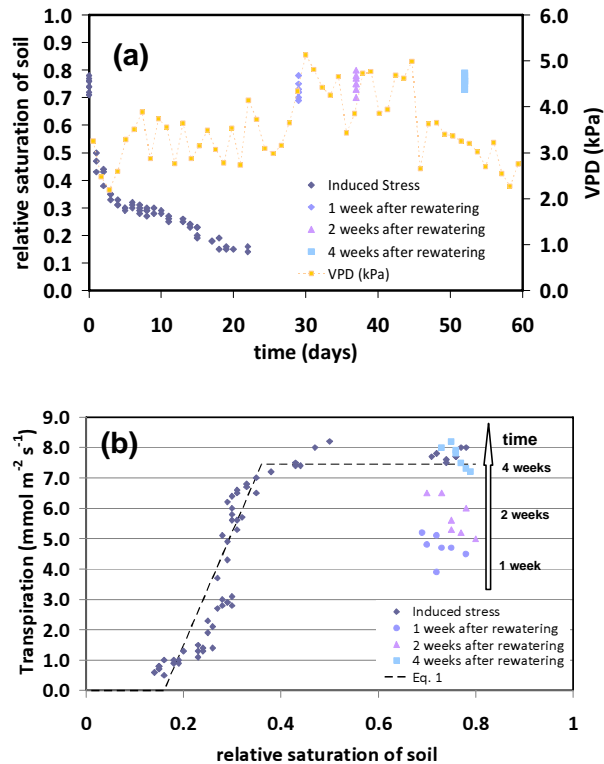 (a)
relative saturation of soil
VPD (kPa)
1.0
0.9
0.8
0.7
0.6
0.5
0.4
0.3
0.2
0.1
0.0
6.0
5.0
4.0
3.0
2.0
1.0
0.0
Induced Stress
1 week after rewatering
2 weeks after rewatering
4 weeks after rewatering
VPD (kPa)
0 10 20 30 40 50 60
time (days)
(b)
Transpiration (mmol m-2 s-1)
9.0
8.0
7.0
6.0
5.0
4.0
3.0
2.0
1.0
0.0
time
4 weeks
2 weeks
1 week
Induced stress
1 week after rewatering
2 weeks after rewatering
4 weeks after rewatering
Eq. 1
0 0.2 0.4 0.6 0.8 1
relative saturation of soil